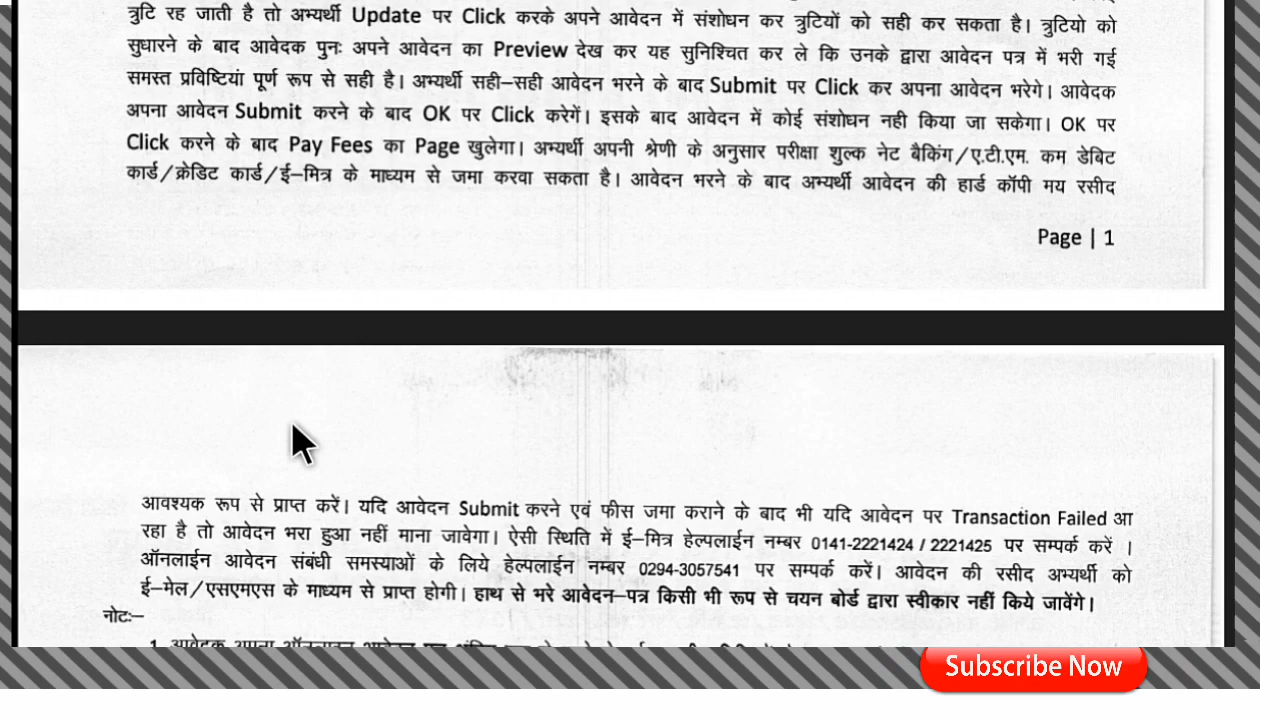 त्रुटि रह जाती है तो अभ्यर्थी Update पर Click करके अपने आवेदन में संशोधन कर त्रुटियों को सही कर सकता है। त्रुटियो को
सुधारने के बाद आवेदक पुनः अपने आवेदन का Preview देख कर यह सुनिश्चित कर ले कि उनके द्वारा आवेदन पत्र में भरी गई
समस्त प्रविष्टियां पूर्ण रूप से सही है। अभ्यर्थी सही–सही आवेदन भरने के बाद Submit पर Click कर अपना आवेदन भरेगे। आवेदक
अपना आवेदन Submit करने के बाद OK पर Click करेगें। इसके बाद आवेदन में कोई संशोधन नही किया जा सकेगा। OK पर
Click करने के बाद Pay Fees का Page खुलेगा। अभ्यर्थी अपनी श्रेणी के अनुसार परीक्षा शुल्क नेट बैकिंग/ए.टी.एम. कम डेबिट
कार्ड/क्रेडिट कार्ड/ई–मित्र के माध्यम से जमा करवा सकता है। आवेदन भरने के बाद अभ्यर्थी आवेदन की हार्ड कॉपी मय रसीद
Page | 1
आवश्यक रूप से प्राप्त करें। यदि आवेदन Submit करने एवं फीस जमा कराने के बाद भी यदि आवेदन पर Transaction Failed आ
रहा है तो आवेदन भरा हुआ नहीं माना जावेगा। ऐसी स्थिति में ई–मित्र हेल्पलाईन नम्बर 0141-2221424 / 2221425 पर सम्पर्क करें ।
ऑनलाईन आवेदन संबंधी समस्याओं के लिये हेल्पलाईन नम्बर 0294-3057541 पर सम्पर्क करें। आवेदन की रसीद अभ्यर्थी को
ई–मेल/एसएमएस के माध्यम से प्राप्त होगी। हाथ से भरे आवेदन–पत्र किसी भी रूप से चयन बोर्ड द्वारा स्वीकार नहीं किये जावेंगे।
नोटः–
1. आवेदक अपना ऑनलाइन आवेदन
Subscribe Now